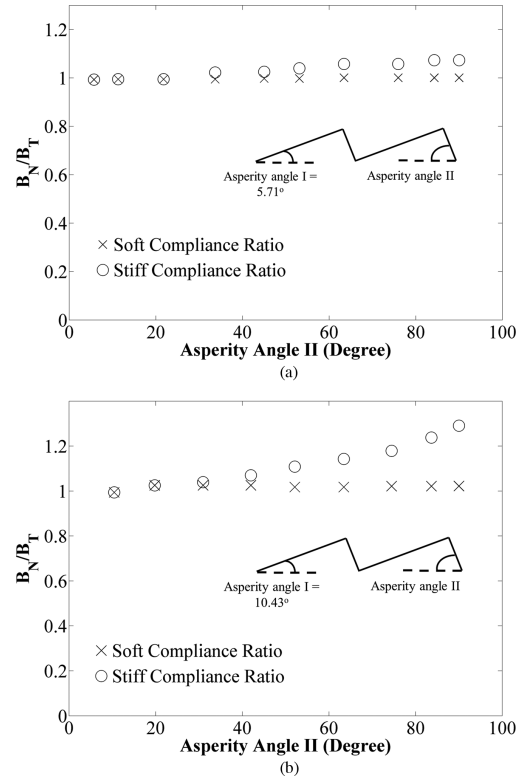 1.2
1
0.8
0.6
0.4
0.2
0
B_N/B_T
Asperity angle I =
5.71°
Asperity angle II
× Soft Compliance Ratio
○ Stiff Compliance Ratio
0 20 40 60 80 100
Asperity Angle II (Degree)
(a)
1.2
1
0.8
0.6
0.4
0.2
0
B_N/B_T
Asperity angle I =
10.43°
Asperity angle II
× Soft Compliance Ratio
○ Stiff Compliance Ratio
0 20 40 60 80 100
Asperity Angle II (Degree)
(b)